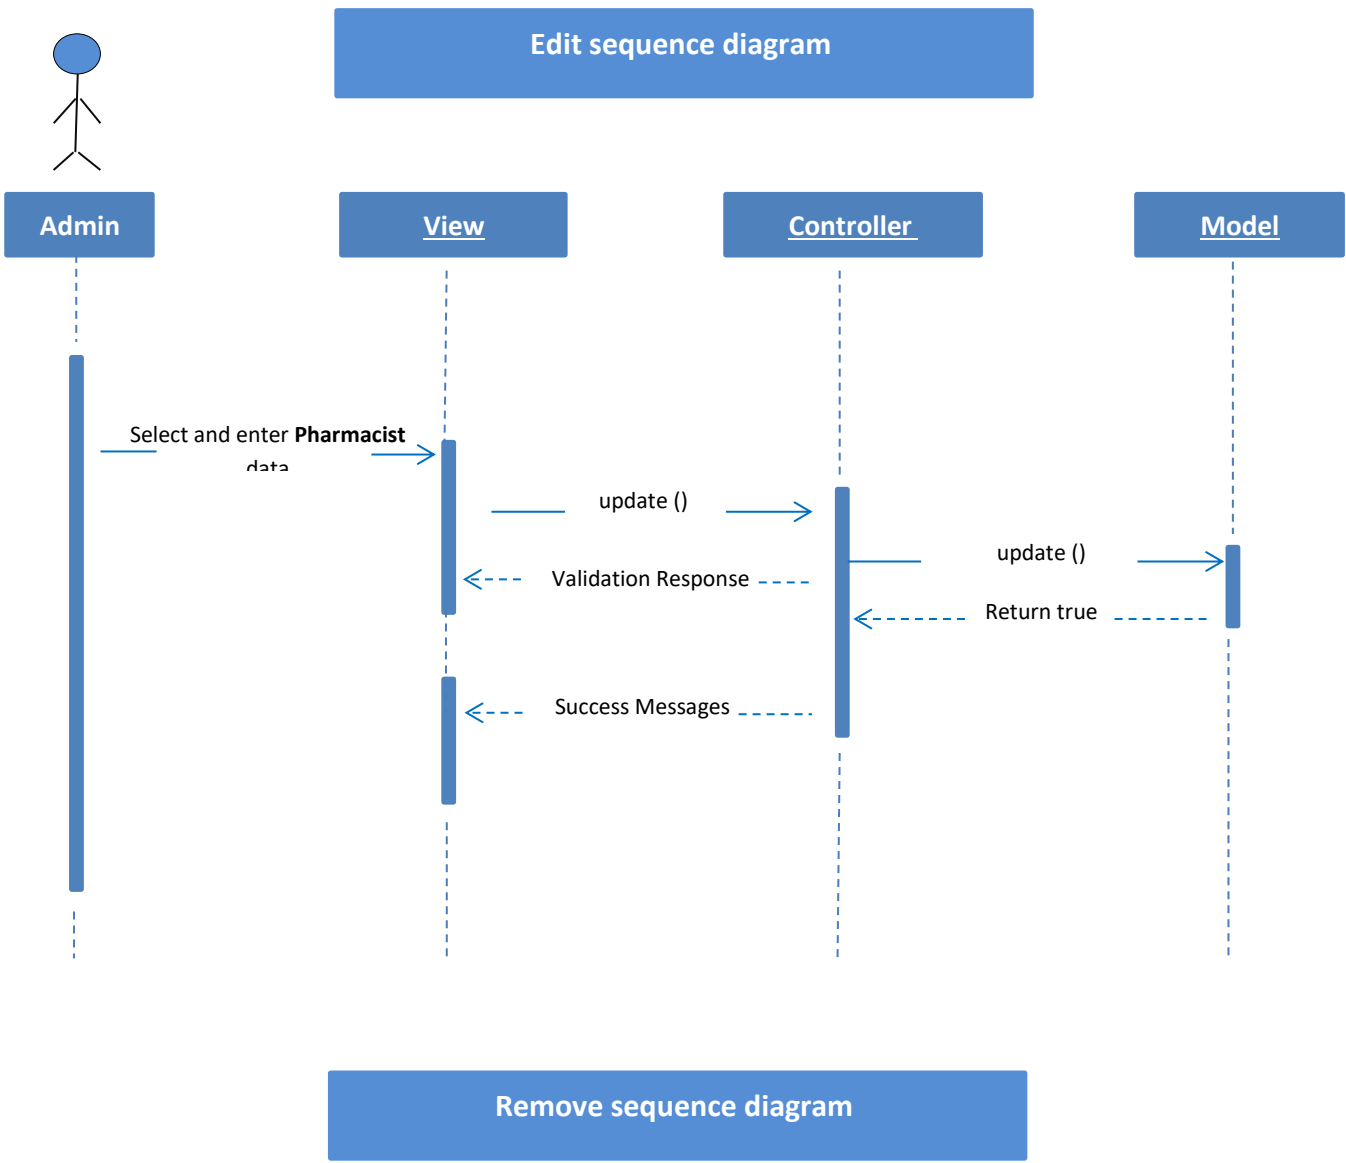 Edit sequence diagram
Admin
View
Controller
Model
Select and enter Pharmacist
data
update ()
update ()
Validation Response
Return true
Success Messages
Remove sequence diagram